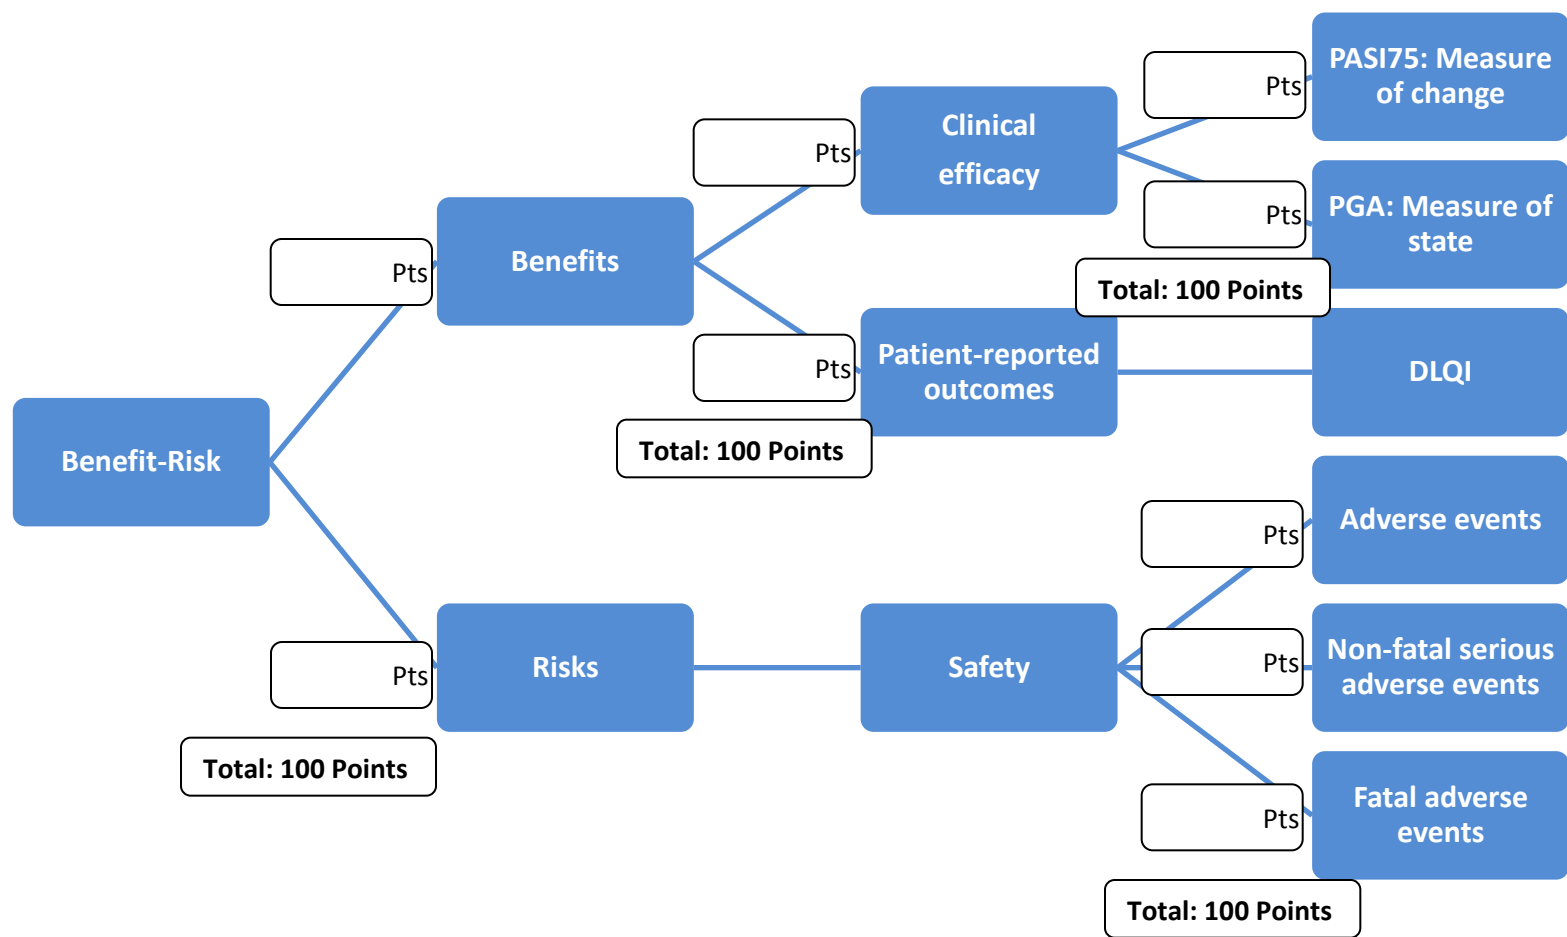 PASI75: Measure
of change
Pts
Clinical
efficacy
Pts
PGA: Measure of
state
Pts
Benefits
Pts
Total: 100 Points
Patient-reported
outcomes
Pts
DLQI
Total: 100 Points
Benefit-Risk
Adverse events
Pts
Risks
Pts
Safety
Non-fatal serious
adverse events
Pts
Total: 100 Points
Fatal adverse
events
Pts
Total: 100 Points